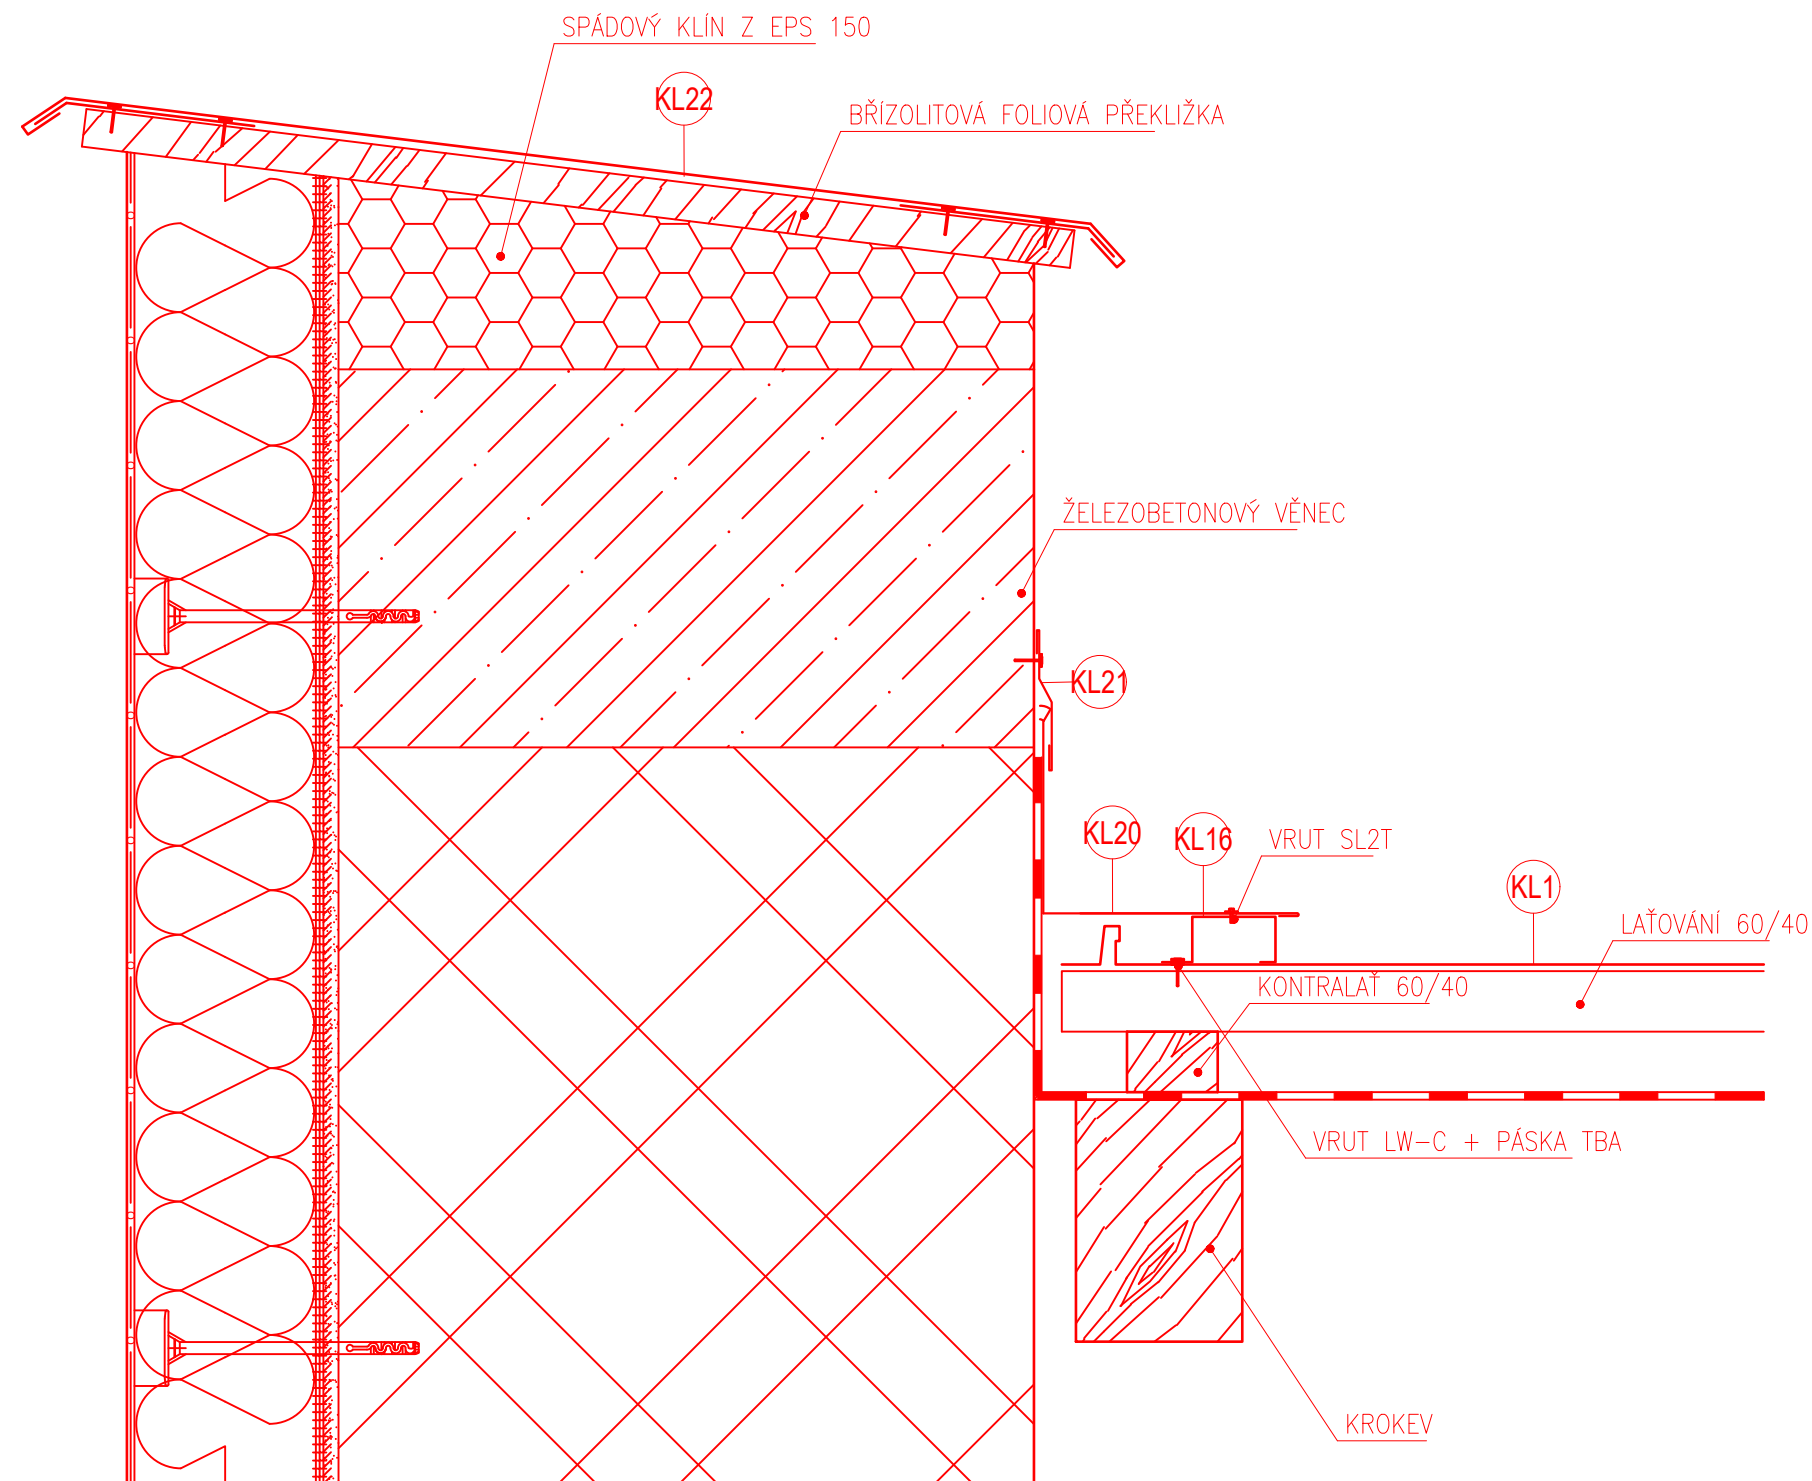 SPÁDOVÝ KLÍN Z EPS 150
KL22
BŘÍZOLITOVÁ FOLIOVÁ PŘEKLIŽKA
ŽELEZOBETONOVÝ VĚNEC
KL21
KL20
KL16
VRUT SL2T
KL1
LAŤOVÁNÍ 60/40
KONTRALAŤ 60/40
VRUT LW-C + PÁSKA TBA
KROKEV